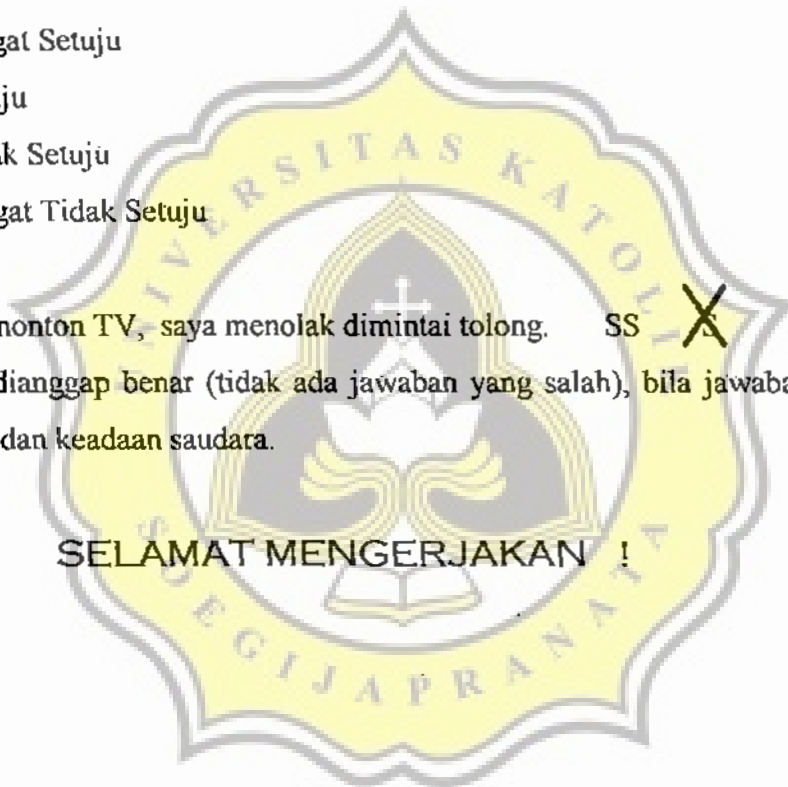 gat Setuju
ju
ak Setuju
gat Tidak Setuju
nonton TV, saya menolak dimintai tolong. SS S
dianggap benar (tidak ada jawaban yang salah), bila jawaba
dan keadaan saudara.
SELAMAT MENGERJAKAN !
UNIVERSITAS KATOLIK
SOEGIJAPRANATA